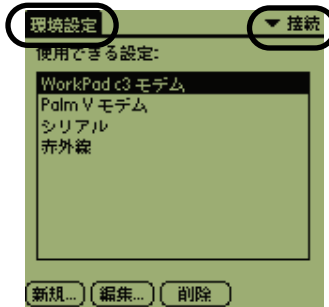 環境設定 ▼ 接続
使用できる設定:
WorkPad c3 モデム
Palm V モデム
シリアル
赤外線
新規... 編集... 削除